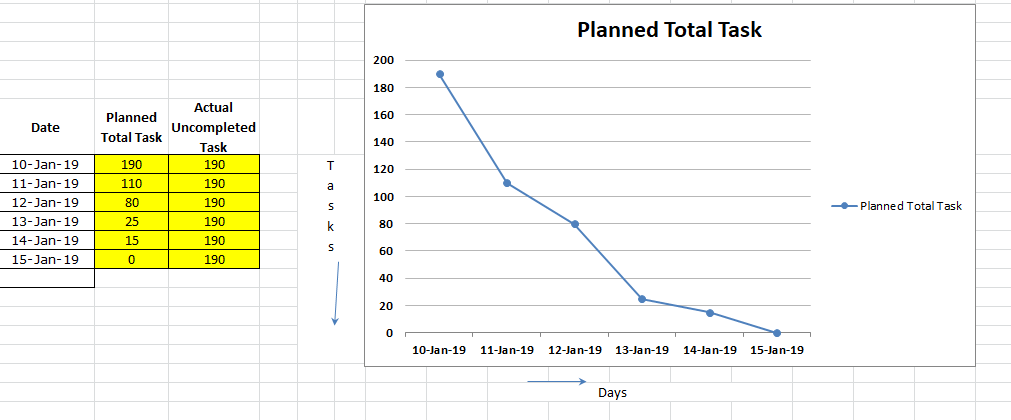 Date
Planned
Total Task
Actual
Uncompleted
Task
10-Jan-19 190 190
11-Jan-19 110 190
12-Jan-19 80 190
13-Jan-19 25 190
14-Jan-19 15 190
15-Jan-19 0 190
T
a
s
k
s
Planned Total Task
200
180
160
140
120
100
80
60
40
20
0
10-Jan-19 11-Jan-19 12-Jan-19 13-Jan-19 14-Jan-19 15-Jan-19
Planned Total Task
Days